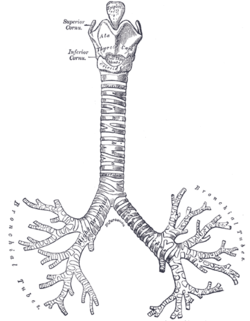 Superior
Cornu.
Ala
Inferior
Cornu.
Bronchial Tubes
Bronchial Tubes